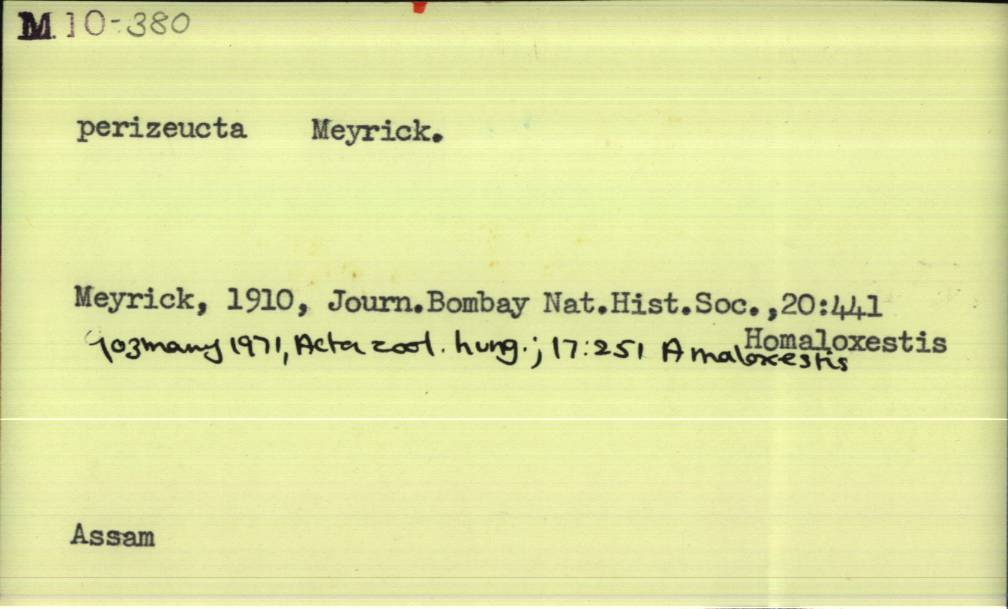 M. 10-380
perizeucta Meyrick.
Meyrick, 1910, Journ.Bombay Nat.Hist.Soc.,20:441
Homaloxestis
Gozmany 1971, Acta zool. hung.; 17:251 Amaloxestis
Assam